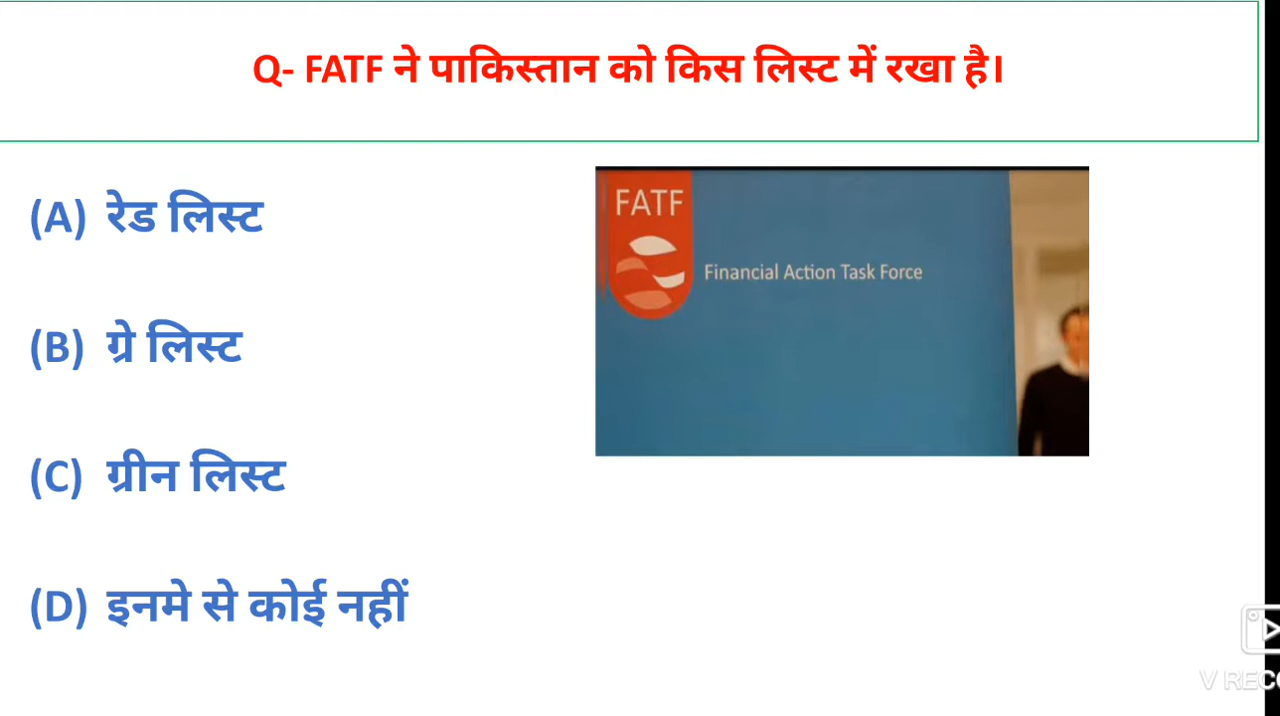 Q- FATF ने पाकिस्तान को किस लिस्ट में रखा है।
(A) रेड लिस्ट
FATF
Financial Action Task Force
(B) ग्रे लिस्ट
(C) ग्रीन लिस्ट
(D) इनमे से कोई नहीं